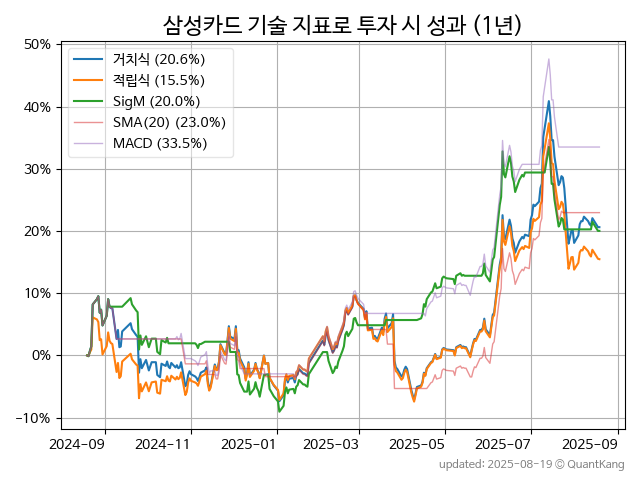 삼성카드 기술 지표로 투자 시 성과 (1년)
50%
40%
30%
20%
10%
0%
−10%
거치식 (20.6%)
적립식 (15.5%)
SigM (20.0%)
SMA(20) (23.0%)
MACD (33.5%)
2024-09 2024-11 2025-01 2025-03 2025-05 2025-07 2025-09
updated: 2025-08-19 © QuantKang